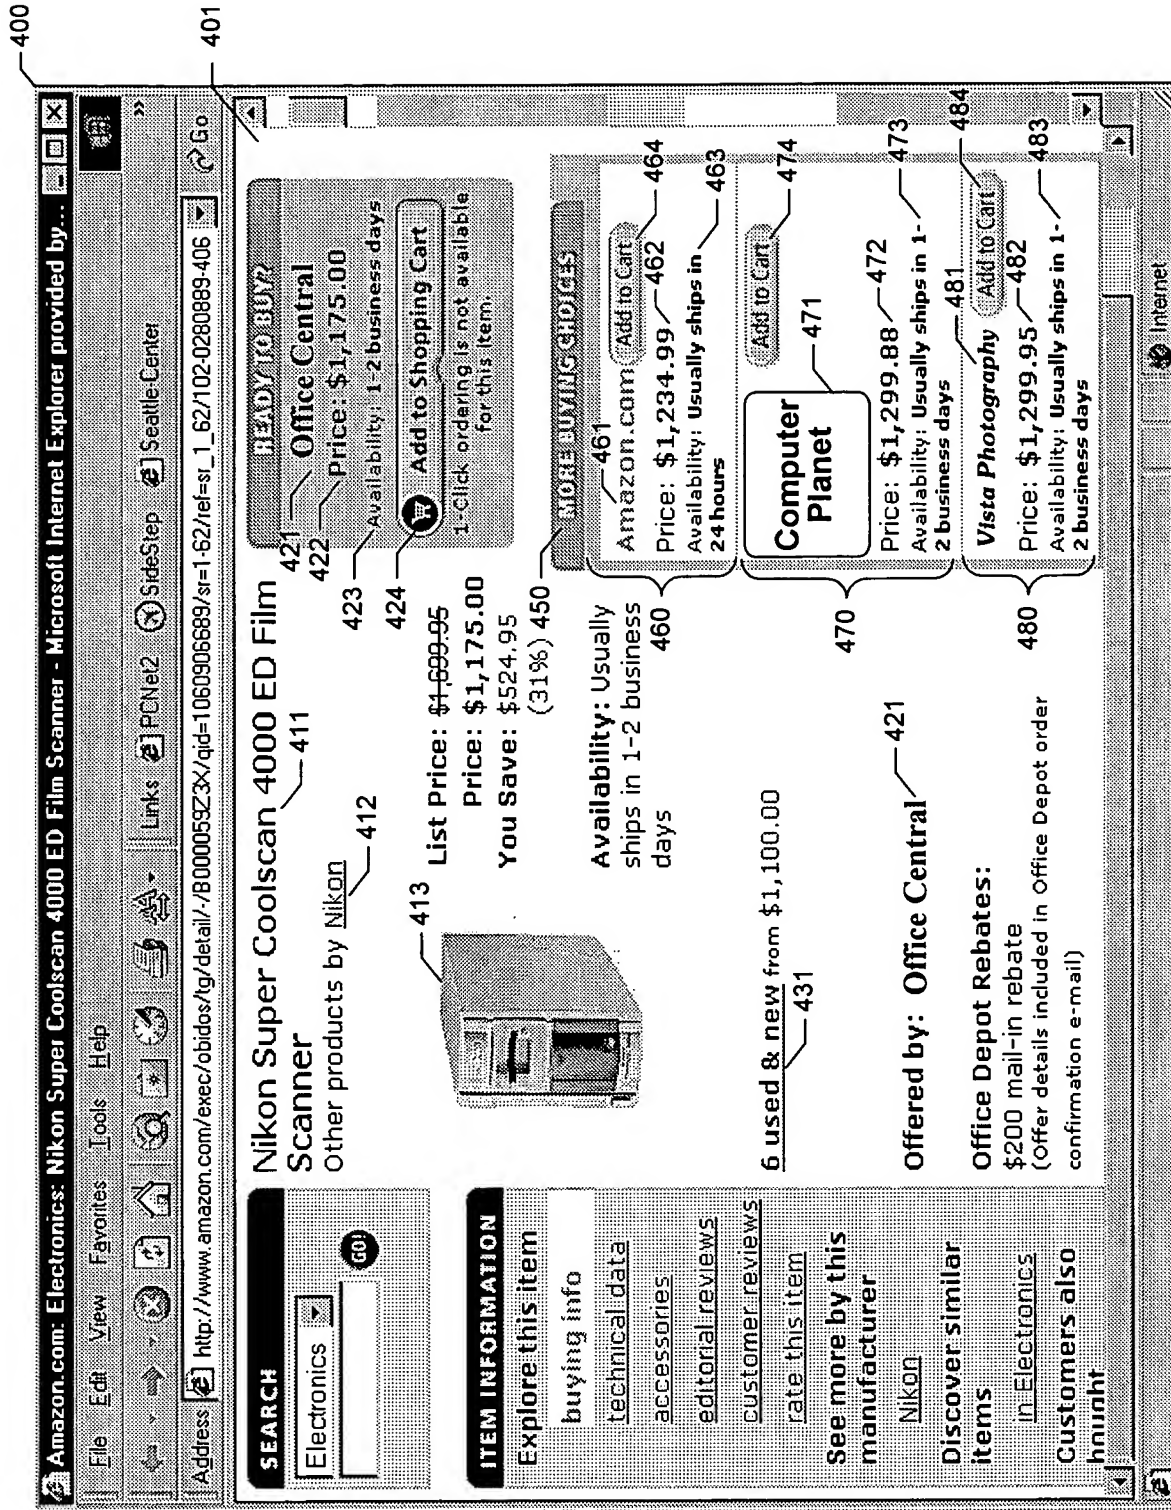 400
Amazon.com: Electronics: Nikon Super Coolscan 4000 ED Film Scanner - Microsoft Internet Explorer provided by...
File Edit View Favorites Tools Help
»
Links PCNet2 SideStep Seattle Center
Address http://www.amazon.com/exec/obidos/tg/detail/-/B000059Z3X/qid=1060906689/sr=1-62/ref=sr_1_62/102-0280889-406 Go
401
SEARCH
Electronics
GO!
ITEM INFORMATION
Explore this item
buying info
technical data
accessories
editorial reviews
customer reviews
rate this item
See more by this
manufacturer
Nikon
Discover similar
items
in Electronics
Customers also
bought
Nikon Super Coolscan 4000 ED Film
Scanner
411
Other products by Nikon
412
413
List Price: $1,699.95
Price: $1,175.00
You Save: $524.95
(31%)
Availability: Usually
ships in 1-2 business
days
6 used & new from $1,100.00
431
Offered by: Office Central
421
Office Depot Rebates:
$200 mail-in rebate
(Offer details included in Office Depot order
confirmation e-mail)
READY TO BUY?
421
Office Central
422
Price: $1,175.00
423
Availability: 1-2 business days
424
Add to Shopping Cart
1-Click ordering is not available
for this item.
450
MORE BUYING CHOICES
460
461
Amazon.com Add to Cart 464
Price: $1,234.99 462
Availability: Usually ships in 463
24 hours
470
Computer
Planet
471
Add to Cart 474
Price: $1,299.88 472
Availability: Usually ships in 1- 473
2 business days
480
481
Vista Photography Add to Cart 484
Price: $1,299.95 482
Availability: Usually ships in 1- 483
2 business days
Internet